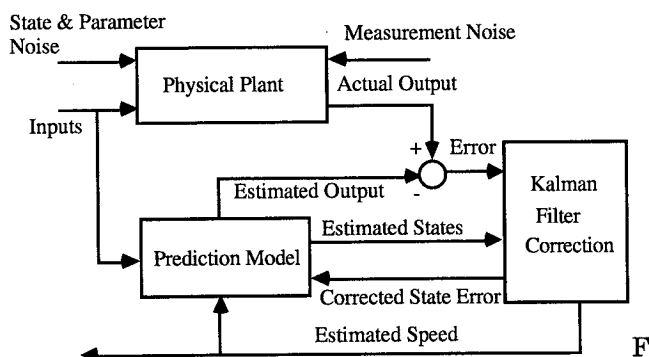 State & Parameter
Noise
Measurement Noise
Physical Plant
Actual Output
Inputs
+
Error
-
Estimated Output
Kalman
Filter
Correction
Estimated States
Prediction Model
Corrected State Error
Estimated Speed
F